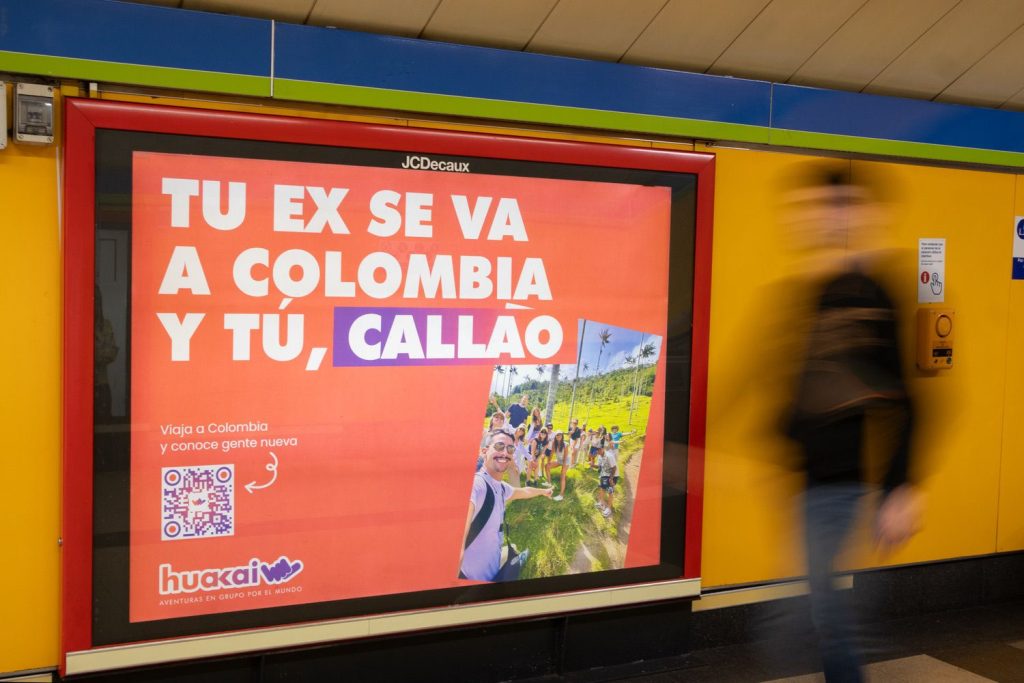 JCDecaux
TU EX SE VA
A COLOMBIA
Y TÚ, CALLAO
Viaja a Colombia
y conoce gente nueva
huakai
AVENTURAS EN GRUPO POR EL MUNDO